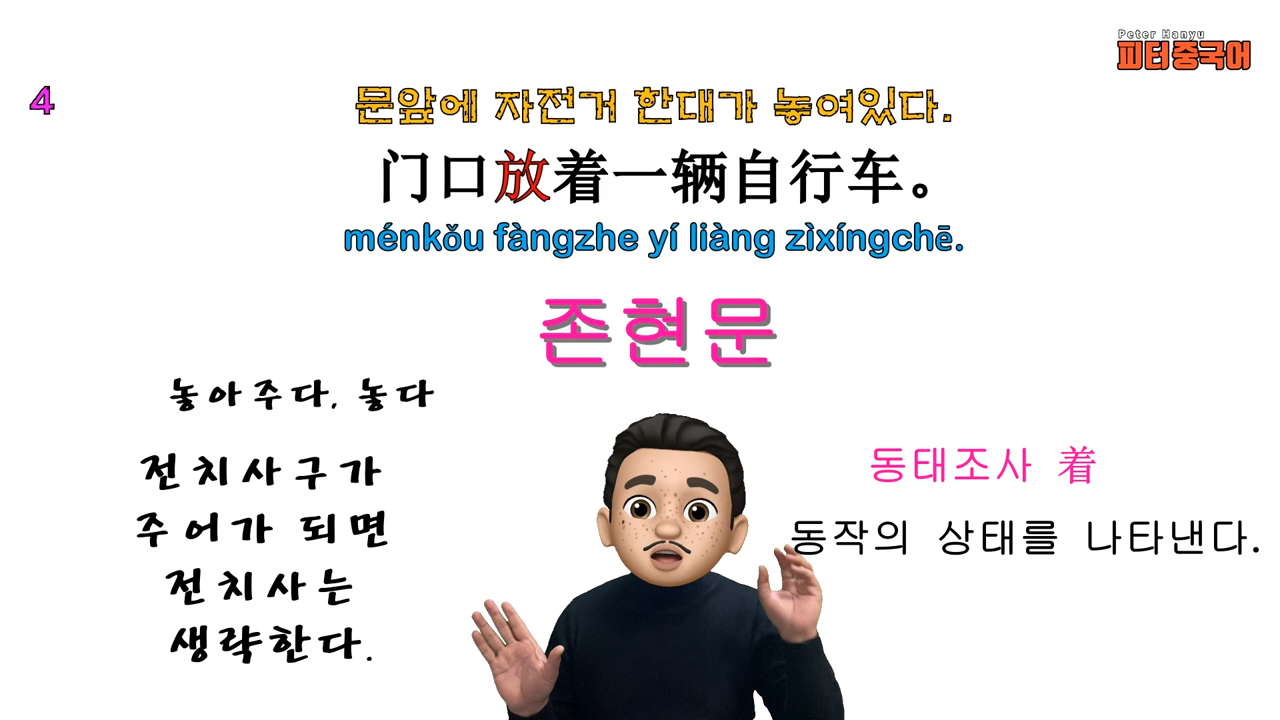 Peter Hanyu
피터중국어
4
문앞에 자전거 한대가 놓여있다.
门口放着一辆自行车。
ménkǒu fàngzhe yí liàng zìxíngchē.
존현문
놓아주다, 놓다
전치사구가
주어가 되면
전치사는
생략한다.
동태조사 着
동작의 상태를 나타낸다.